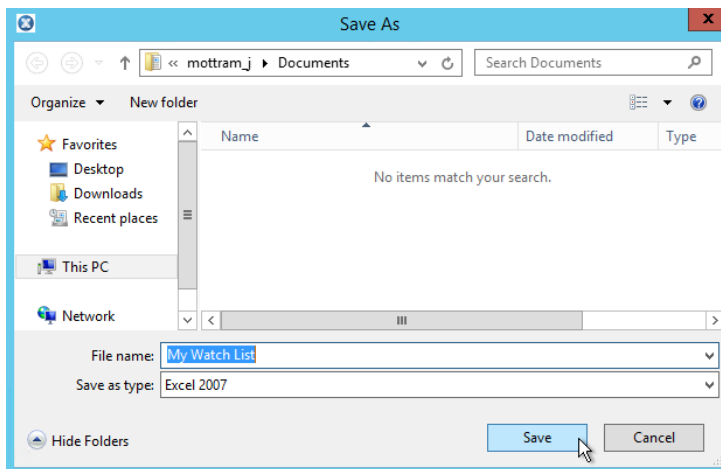 Save As
x
« mottram_j ▸ Documents
Search Documents
Organize
New folder
Name
Date modified
Type
Favorites
Desktop
Downloads
Recent places
This PC
Network
No items match your search.
File name: My Watch List
Save as type: Excel 2007
Hide Folders
Save
Cancel